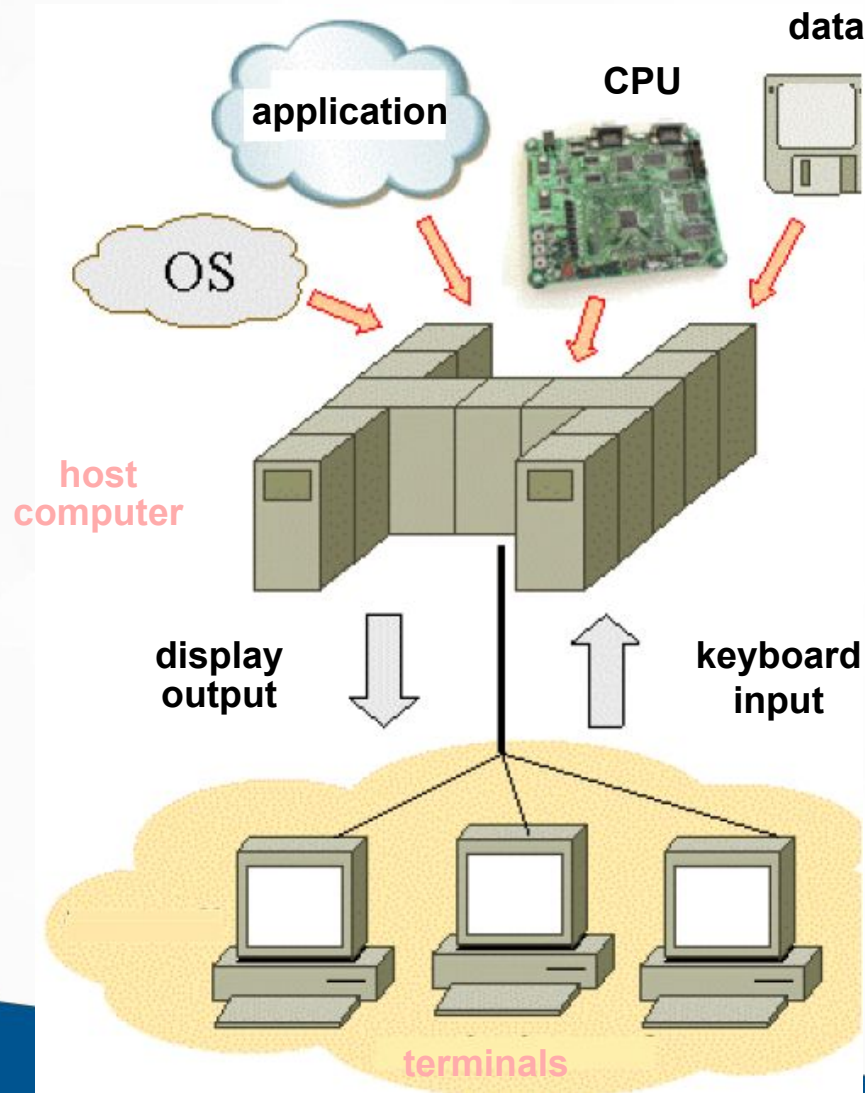 data
CPU
application
OS
host
computer
display
output
keyboard
input
terminals